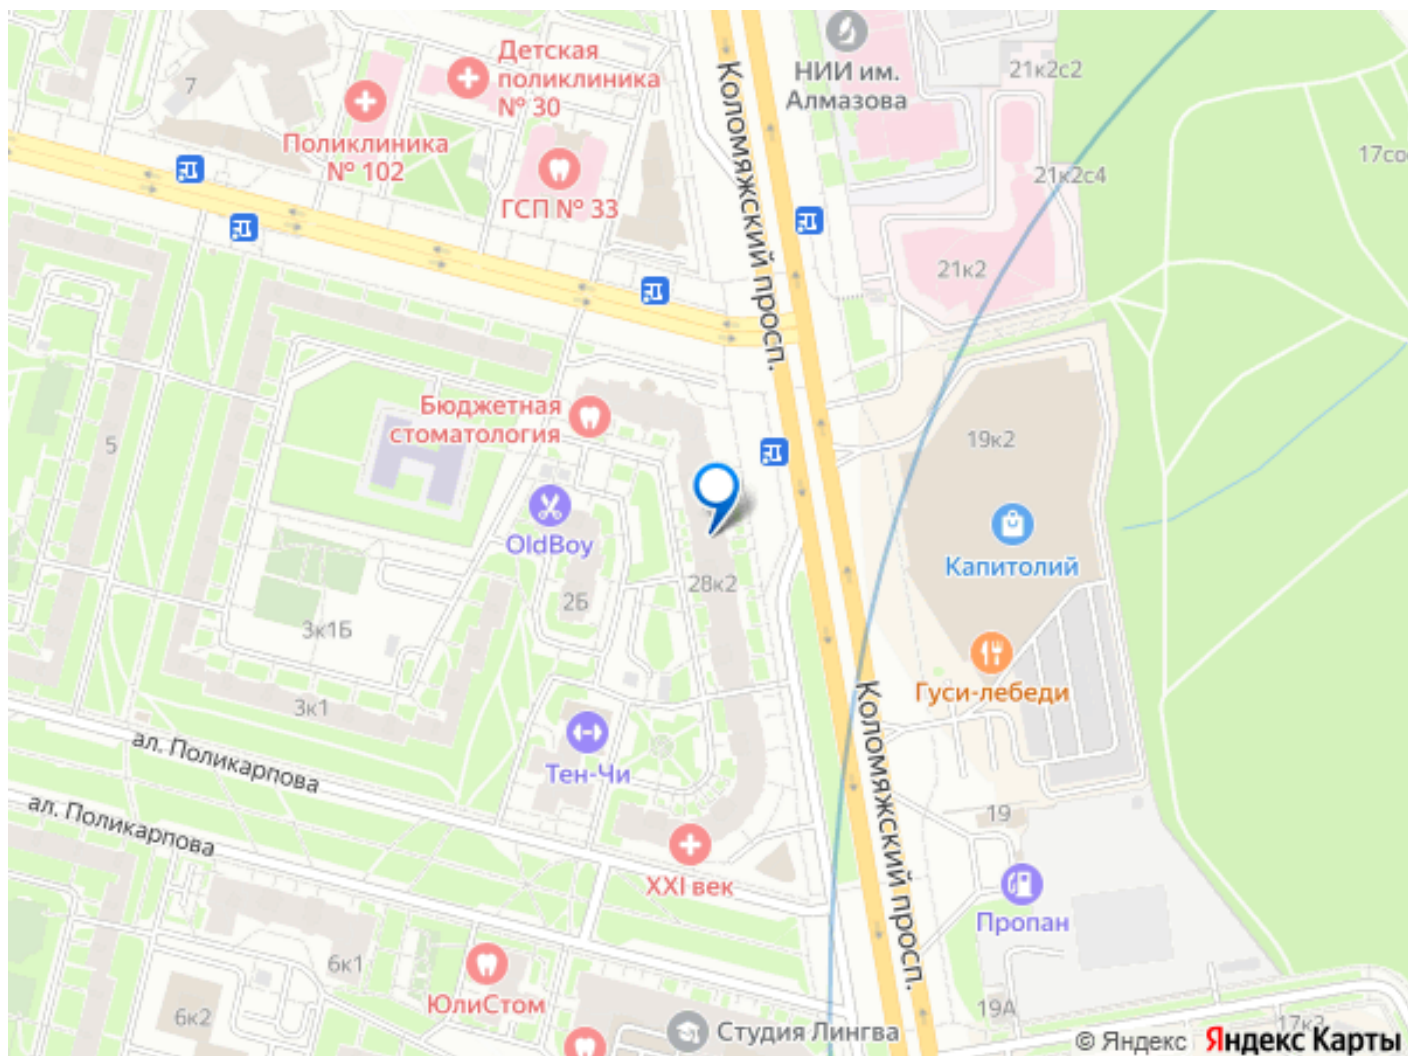 7
Детская
поликлиника
№ 30
Поликлиника
№ 102
ГСП № 33
НИИ им.
Алмазова
21к2с2
17со
21к2с4
21к2
Коломяжский просп.
Бюджетная
стоматология
5
19к2
OldBoy
Капитолий
28к2
2Б
3к1Б
Гуси-лебеди
3к1
ал. Поликарпова
Тен-Чи
Коломяжский просп.
ал. Поликарпова
19
XXI век
Пропан
6к1
ЮлиСтом
6к2
Студия Лингва
19А
17к2
© Яндекс Яндекс Карты